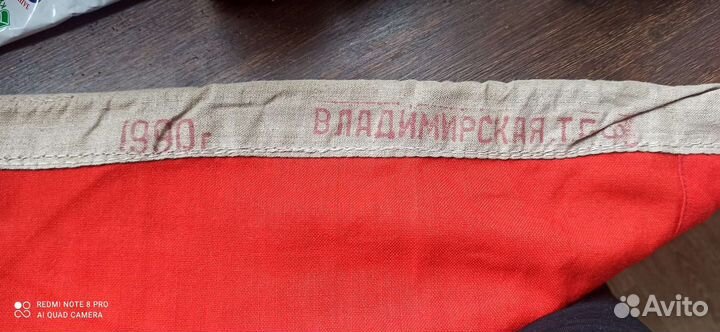 1980г. ВЛАДИМИРСКАЯ.Т.Г.Ф.
REDMI NOTE 8 PRO
AI QUAD CAMERA
Avito